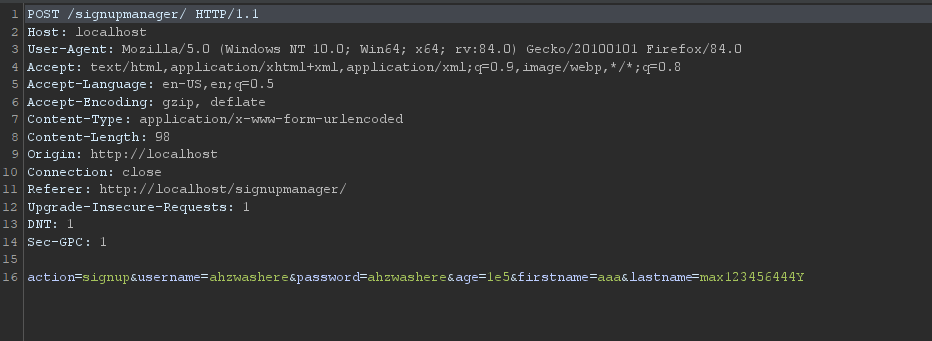 1 POST /signupmanager/ HTTP/1.1
2 Host: localhost
3 User-Agent: Mozilla/5.0 (Windows NT 10.0; Win64; x64; rv:84.0) Gecko/20100101 Firefox/84.0
4 Accept: text/html,application/xhtml+xml,application/xml;q=0.9,image/webp,*/*;q=0.8
5 Accept-Language: en-US,en;q=0.5
6 Accept-Encoding: gzip, deflate
7 Content-Type: application/x-www-form-urlencoded
8 Content-Length: 98
9 Origin: http://localhost
10 Connection: close
11 Referer: http://localhost/signupmanager/
12 Upgrade-Insecure-Requests: 1
13 DNT: 1
14 Sec-GPC: 1
15
16 action=signup&username=ahzwashere&password=ahzwashere&age=1e5&firstname=aaa&lastname=max123456444Y